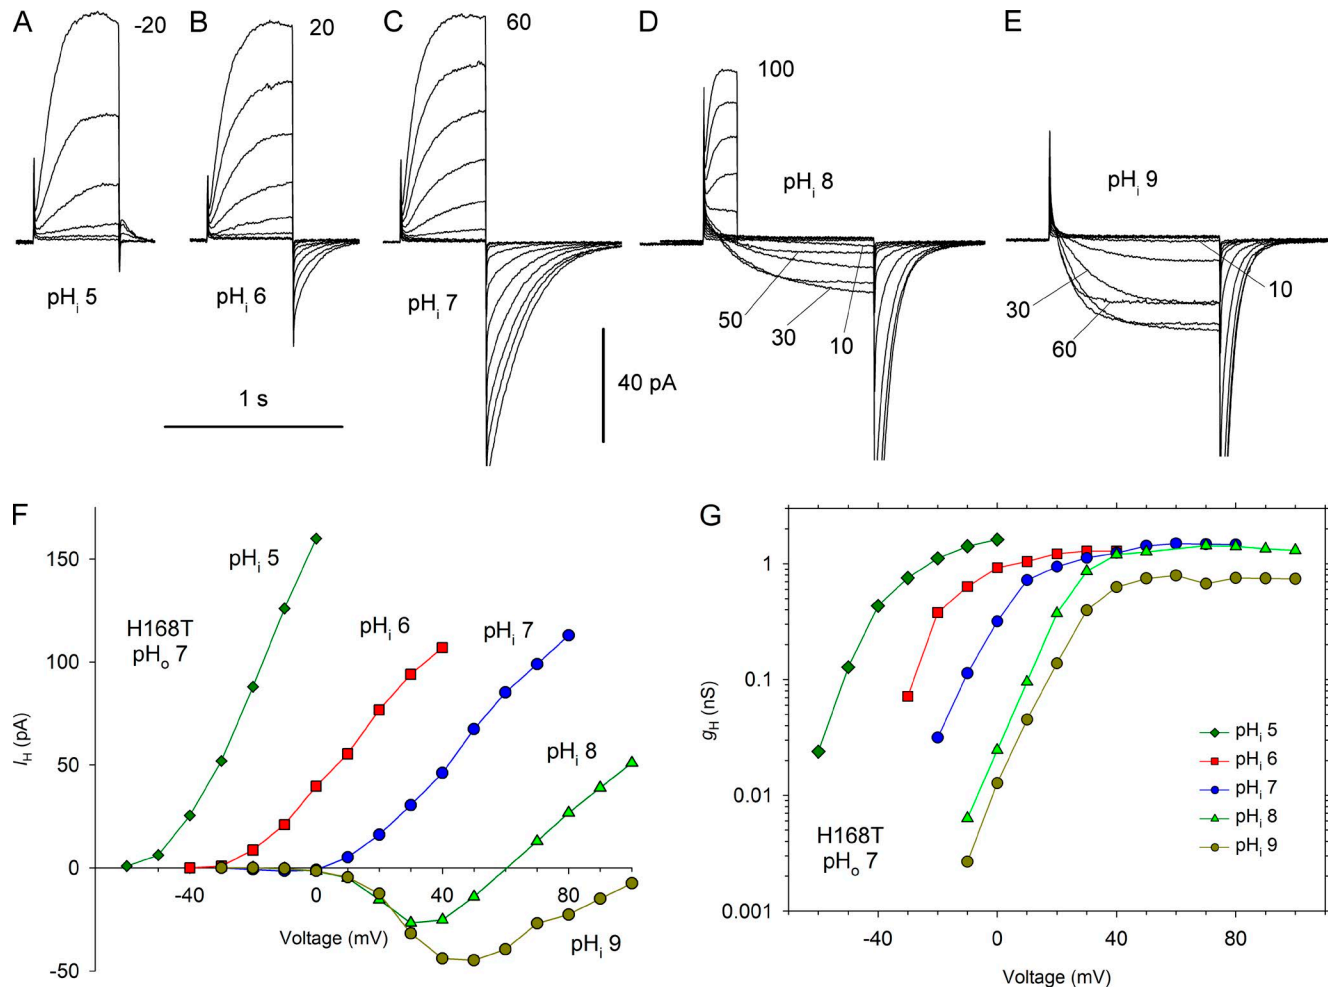 A
-20
B
20
C
60
D
100
E
pHi 5
pHi 6
pHi 7
pHi 8
pHi 9
50
30
10
30
60
10
1 s
40 pA
F
150
100
50
0
-50
IH (pA)
-40
0
40
80
Voltage (mV)
H168T
pHo 7
pHi 5
pHi 6
pHi 7
pHi 8
pHi 9
G
1
0.1
0.01
0.001
gH (nS)
-40
0
40
80
Voltage (mV)
H168T
pHo 7
pHi 5
pHi 6
pHi 7
pHi 8
pHi 9